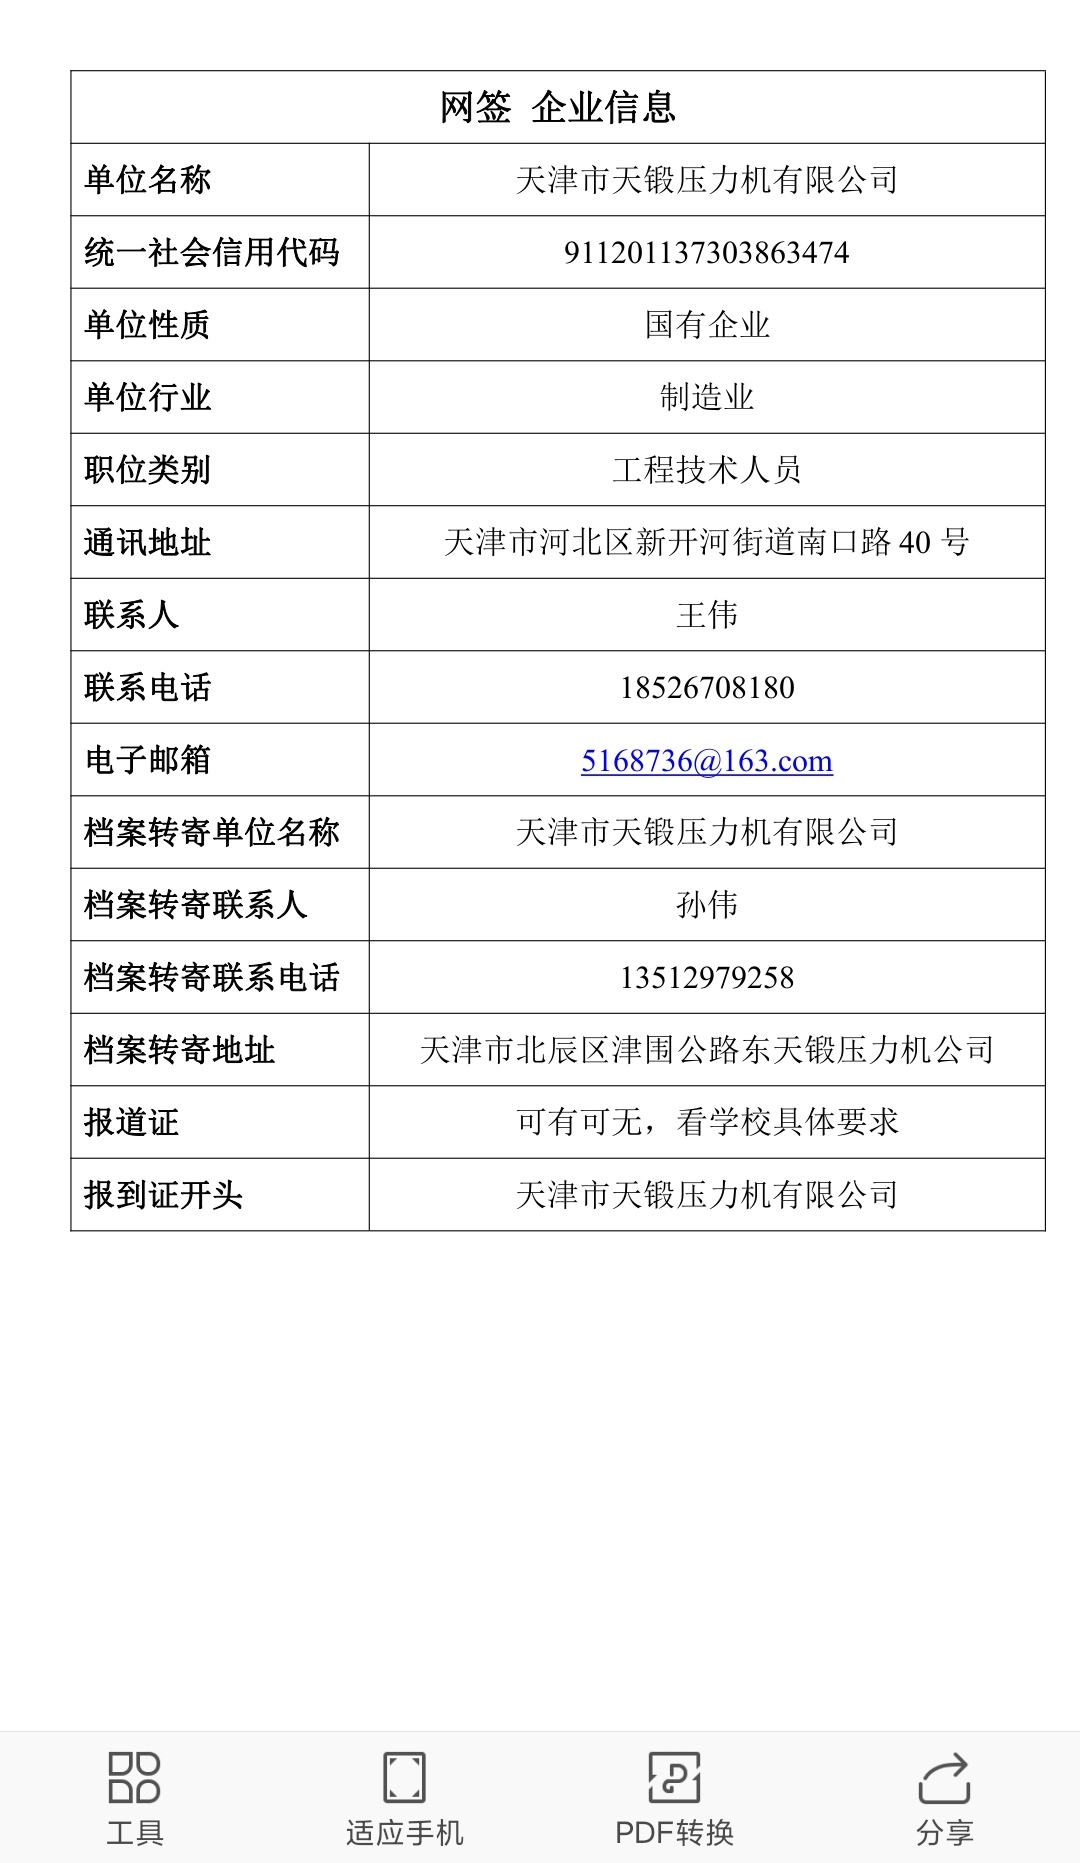 网签 企业信息
单位名称 天津市天锻压力机有限公司
统一社会信用代码 911201137303863474
单位性质 国有企业
单位行业 制造业
职位类别 工程技术人员
通讯地址 天津市河北区新开河街道南口路 40 号
联系人 王伟
联系电话 18526708180
电子邮箱 5168736@163.com
档案转寄单位名称 天津市天锻压力机有限公司
档案转寄联系人 孙伟
档案转寄联系电话 13512979258
档案转寄地址 天津市北辰区津围公路东天锻压力机公司
报道证 可有可无，看学校具体要求
报到证开头 天津市天锻压力机有限公司
工具 适应手机 PDF转换 分享